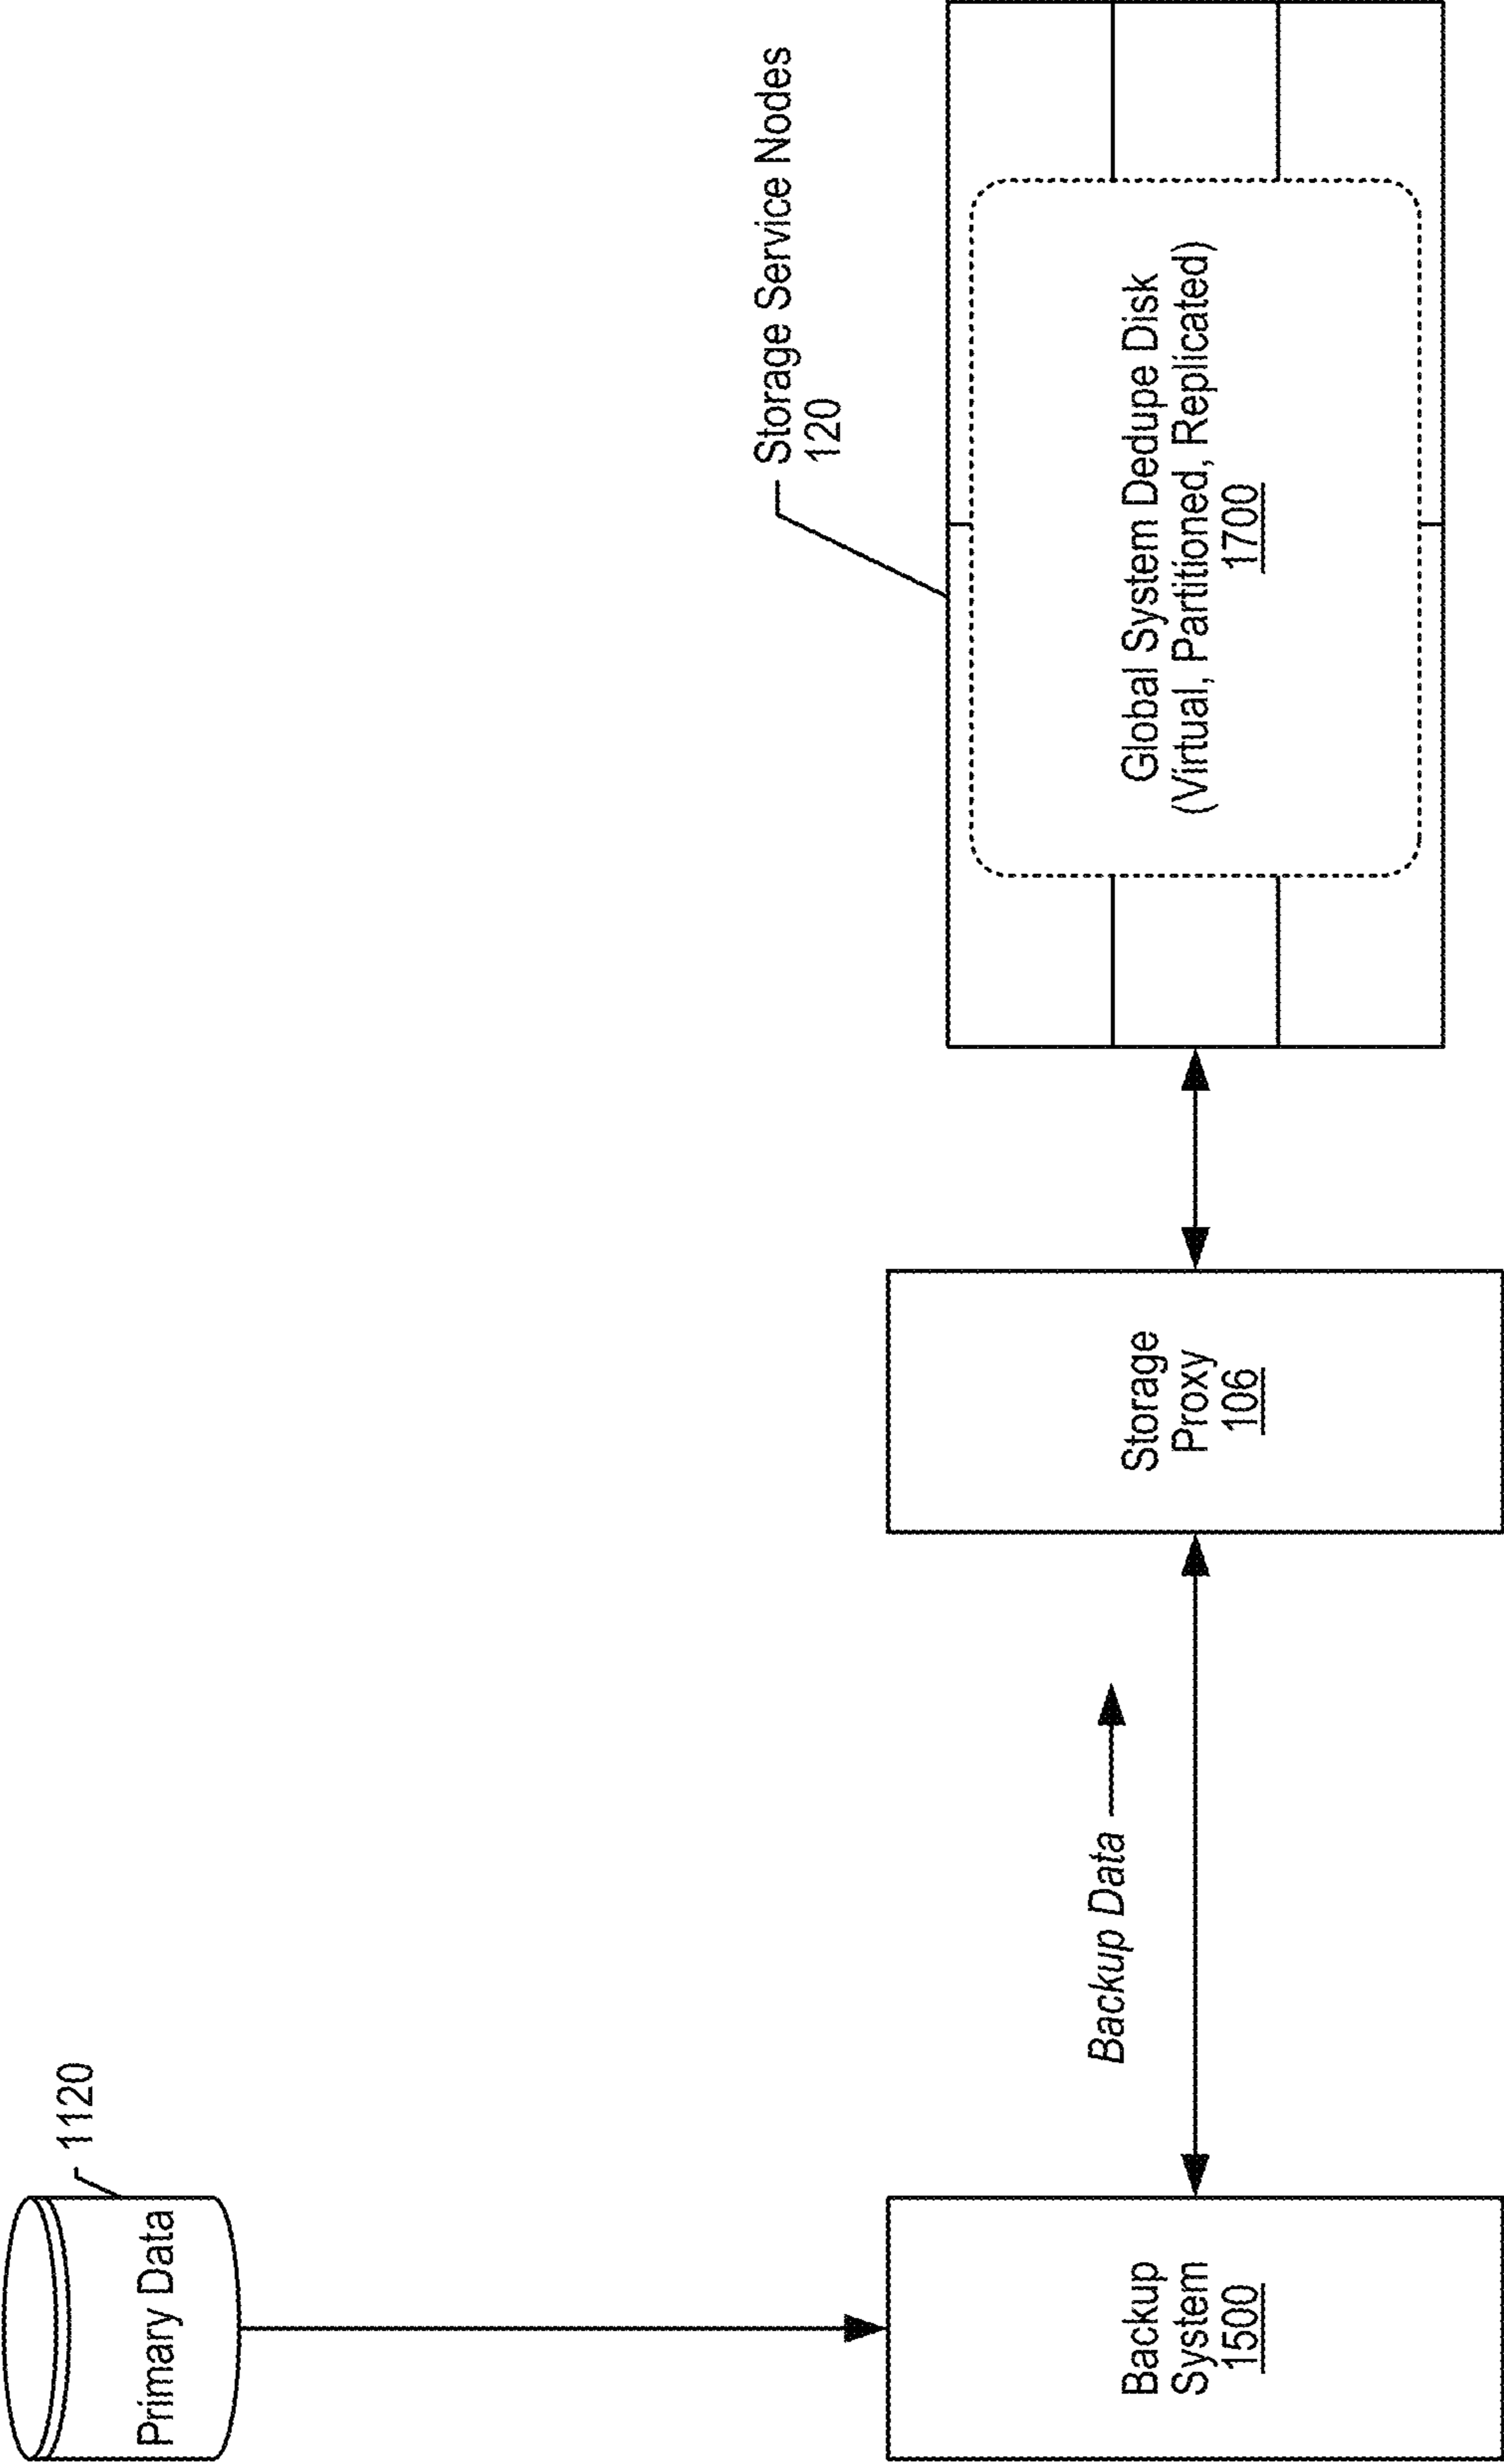 Primary Data
1120
Backup
System
1500
Backup Data
Storage
Proxy
106
Storage Service Nodes
120
Global System Dedupe Disk
(Virtual, Partitioned, Replicated)
1700